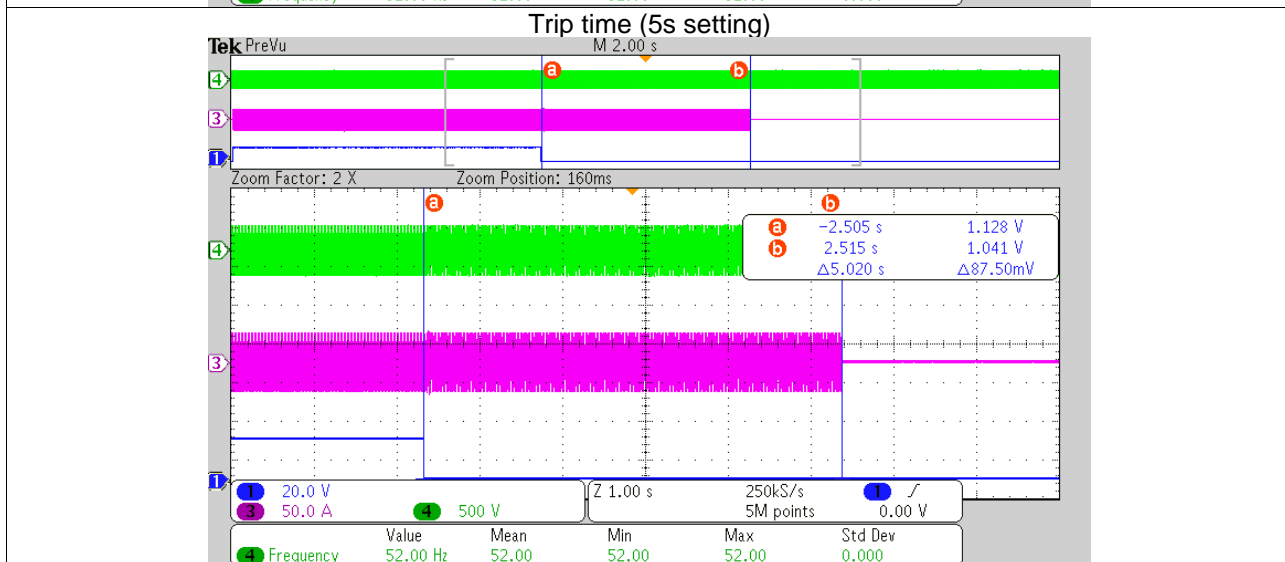 Trip time (5s setting)
Tek PreVu M 2.00 s
a b
4
3
1
Zoom Factor: 2 X Zoom Position: 160ms
a b
a -2.505 s 1.128 V
b 2.515 s 1.041 V
Δ5.020 s Δ87.50mV
4
3
1
1 20.0 V Z 1.00 s 250kS/s 1 ∫
3 50.0 A 4 500 V 5M points 0.00 V
Value Mean Min Max Std Dev
4 Frequency 52.00 Hz 52.00 52.00 52.00 0.000